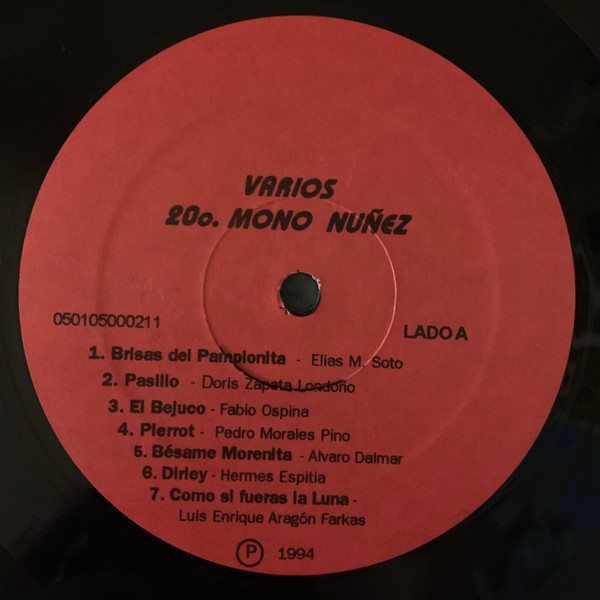 VARIOS
20o. MONO NUÑEZ
050105000211
LADO A
1. Brisas del Pamplonita - Elias M. Soto
2. Pasillo - Doris Zapata Londoño
3. El Bejuco - Fabio Ospina
4. Pierrot - Pedro Morales Pino
5. Bésame Morenita - Alvaro Dalmar
6. Dirley - Hermes Espitia
7. Como si fueras la Luna -
Luis Enrique Aragón Farkas
Ⓟ 1994